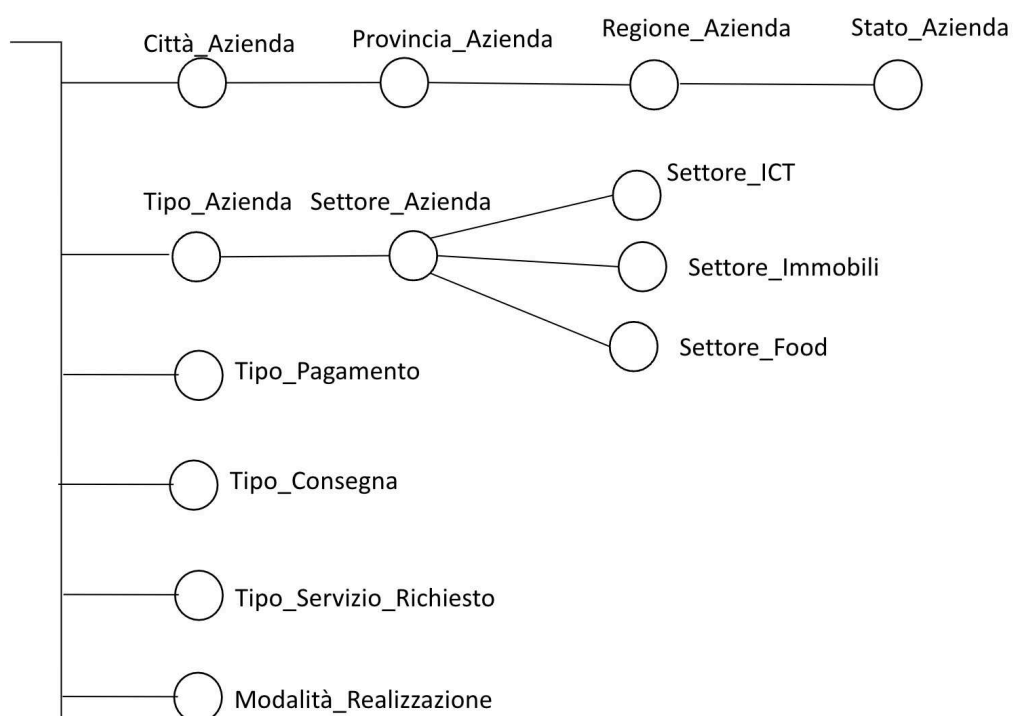 Città_Azienda
Provincia_Azienda
Regione_Azienda
Stato_Azienda
Tipo_Azienda
Settore_Azienda
Settore_ICT
Settore_Immobili
Settore_Food
Tipo_Pagamento
Tipo_Consegna
Tipo_Servizio_Richiesto
Modalità_Realizzazione